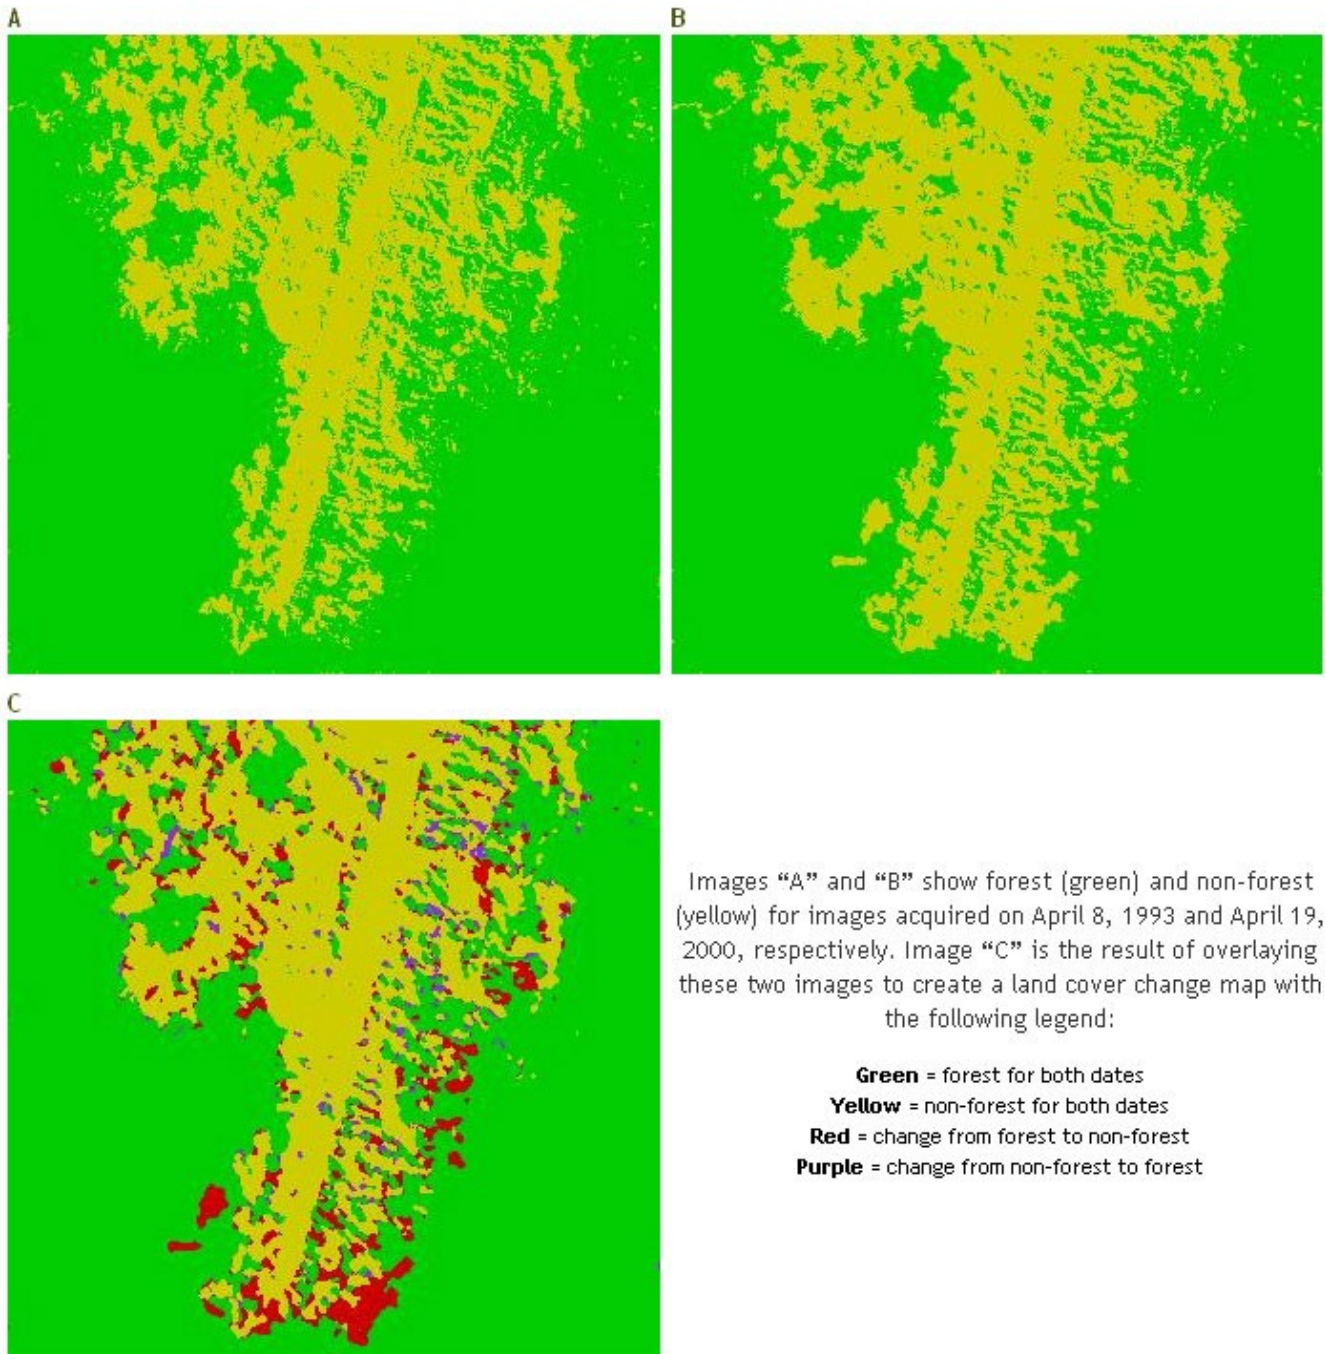 A
B
C
Images “A” and “B” show forest (green) and non-forest
(yellow) for images acquired on April 8, 1993 and April 19,
2000, respectively. Image “C” is the result of overlaying
these two images to create a land cover change map with
the following legend:
Green = forest for both dates
Yellow = non-forest for both dates
Red = change from forest to non-forest
Purple = change from non-forest to forest